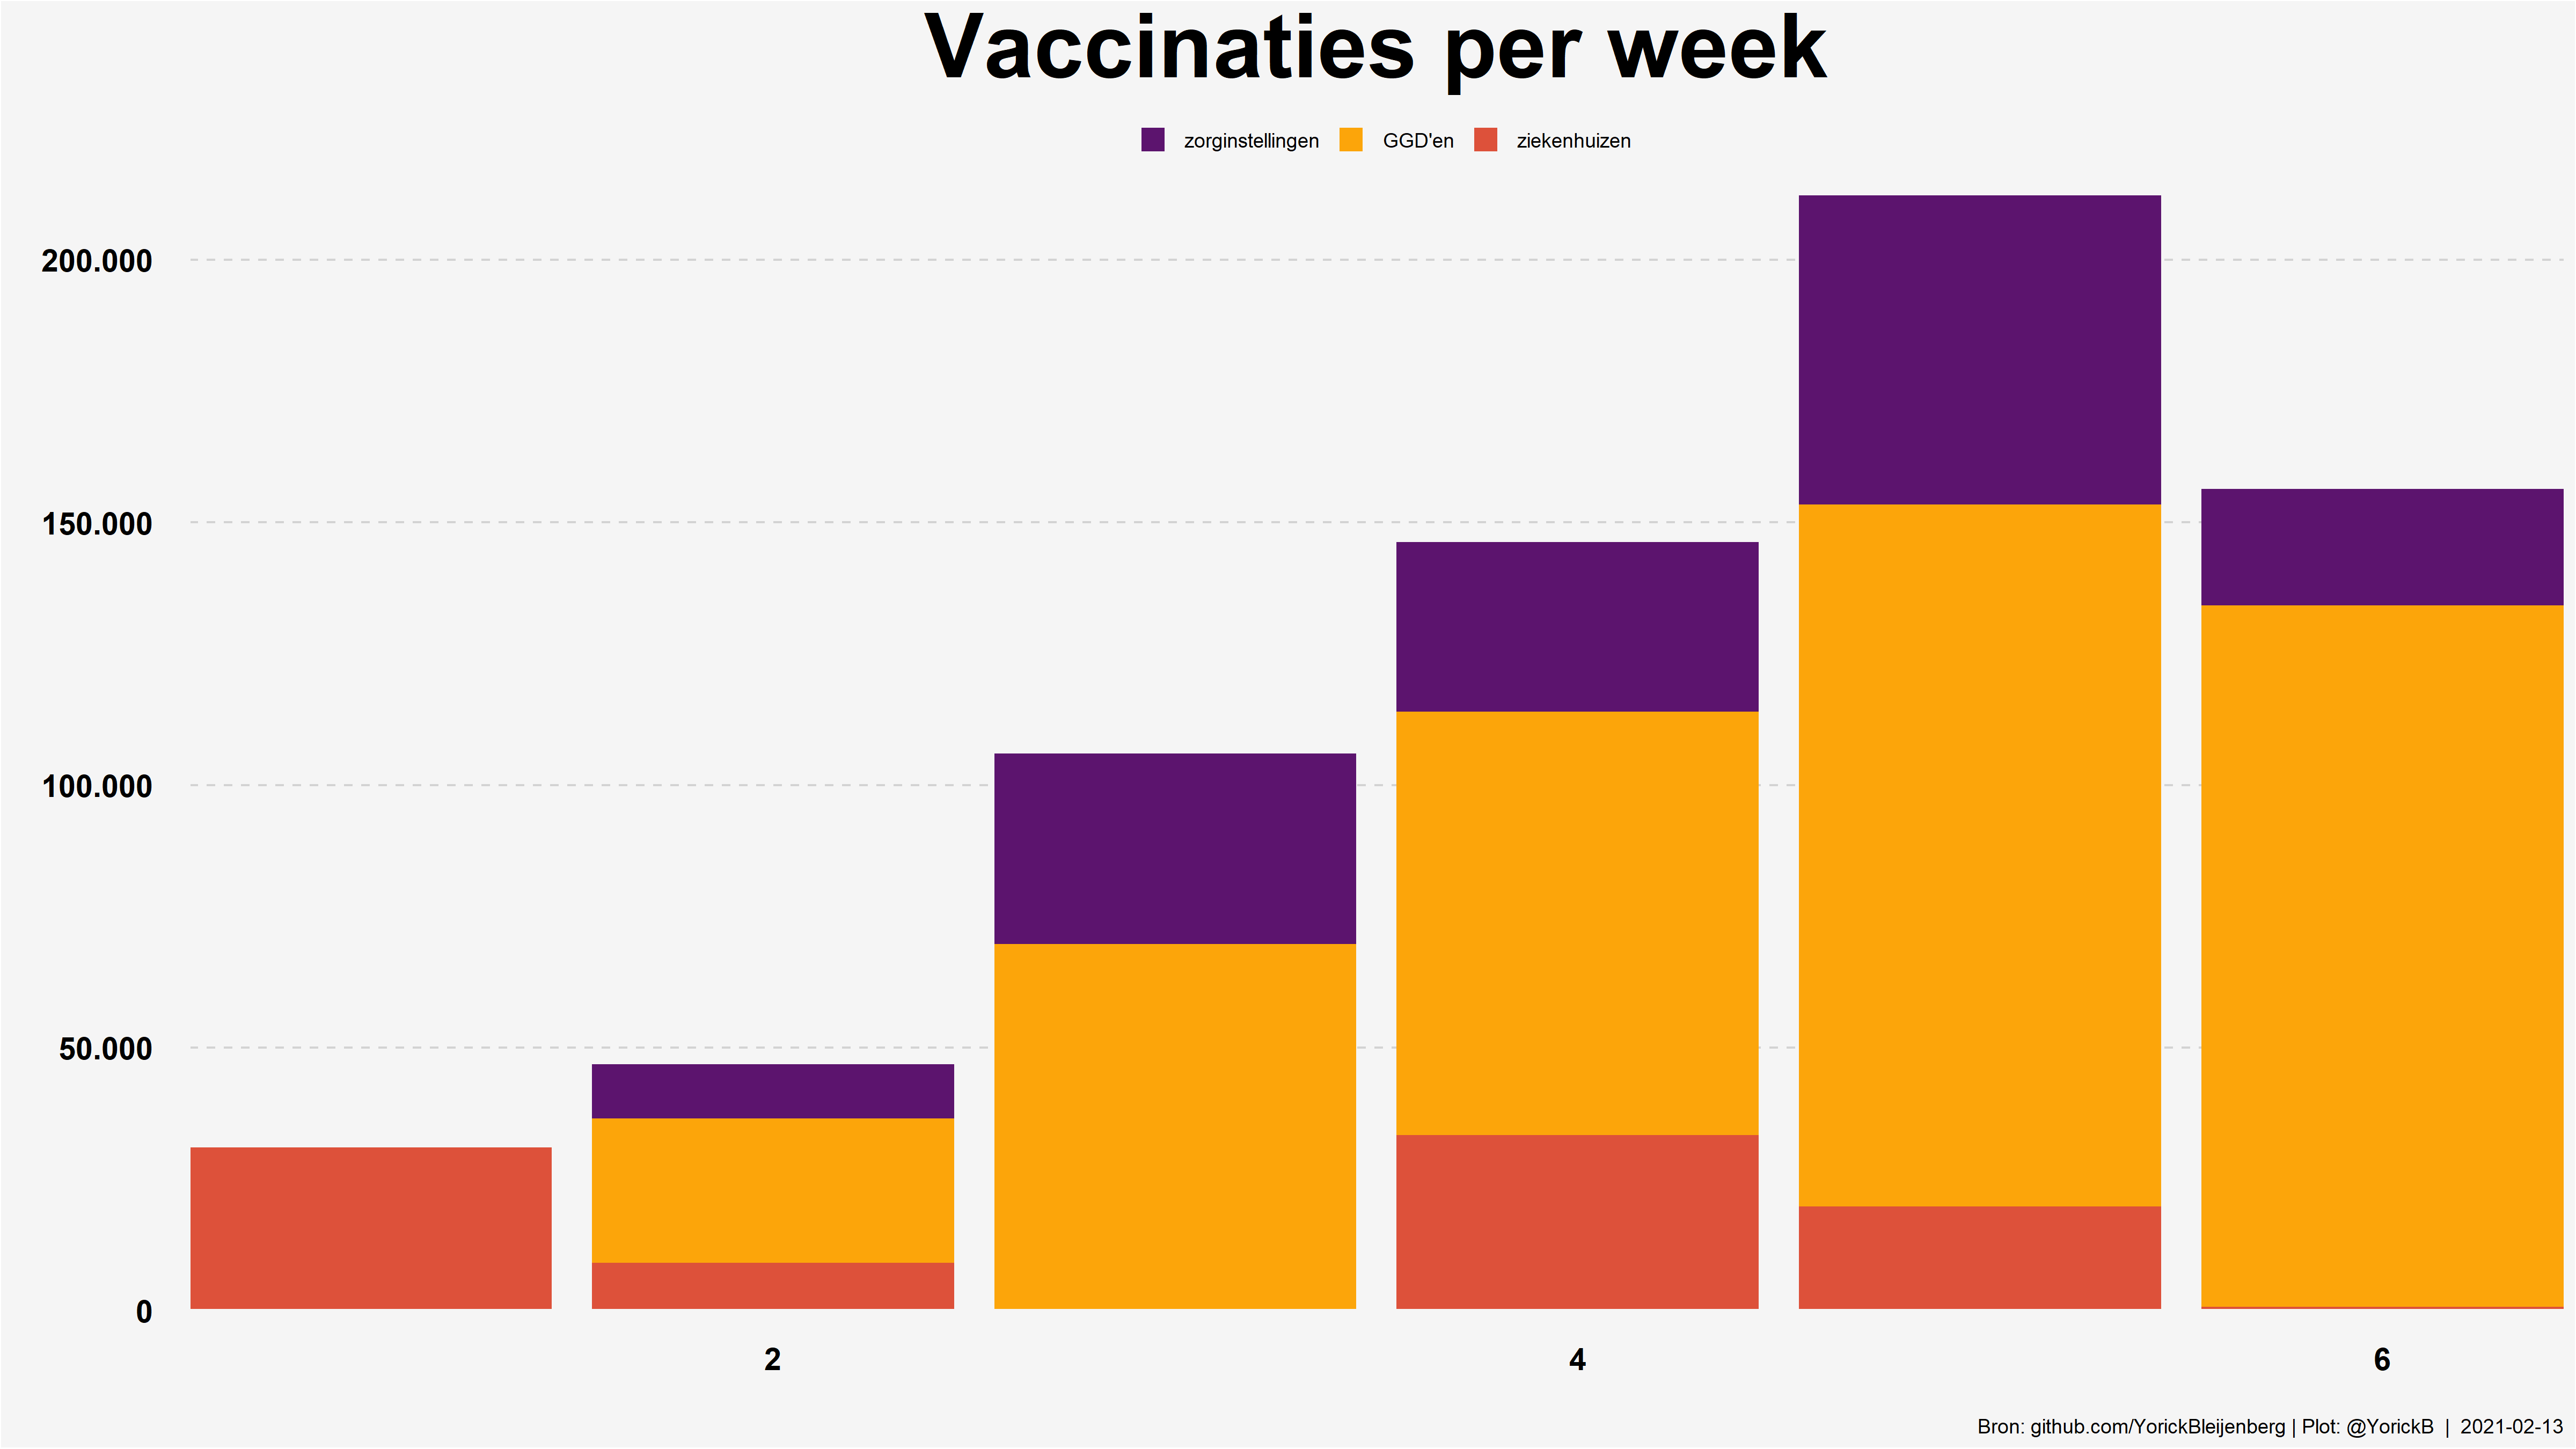 Vaccinaties per week
zorginstellingen GGD'en ziekenhuizen
200.000
150.000
100.000
50.000
0
2 4 6
Bron: github.com/YorickBleijenberg | Plot: @YorickB | 2021-02-13